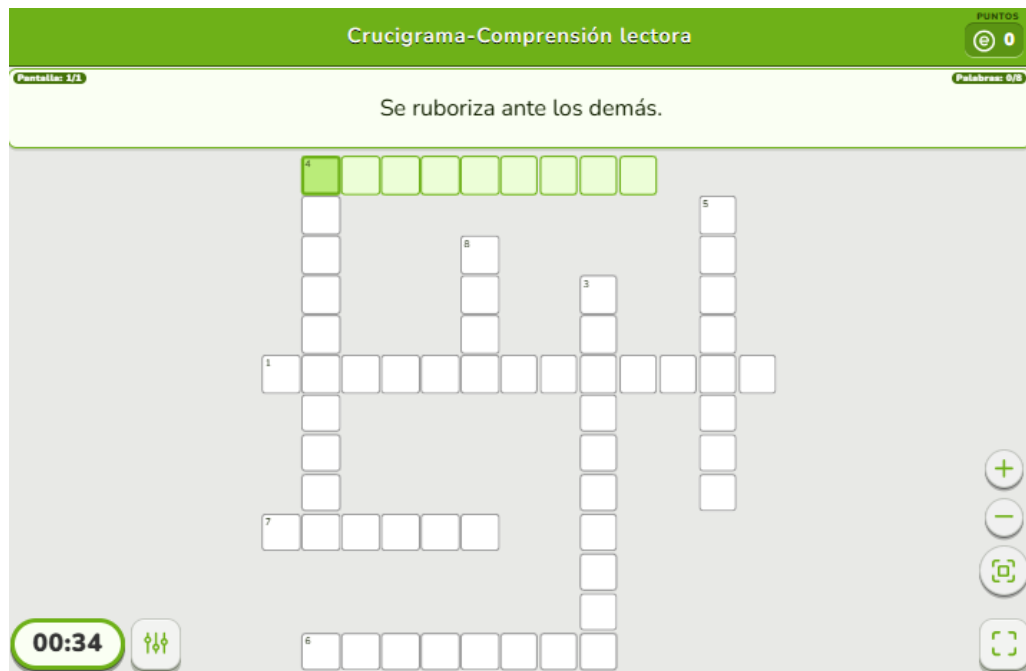 PUNTOS
Crucigrama-Comprensión lectora
e 0
Pantalla: 1/1
Palabras: 0/8
Se ruboriza ante los demás.
4
5
8
3
1
7
00:34
6